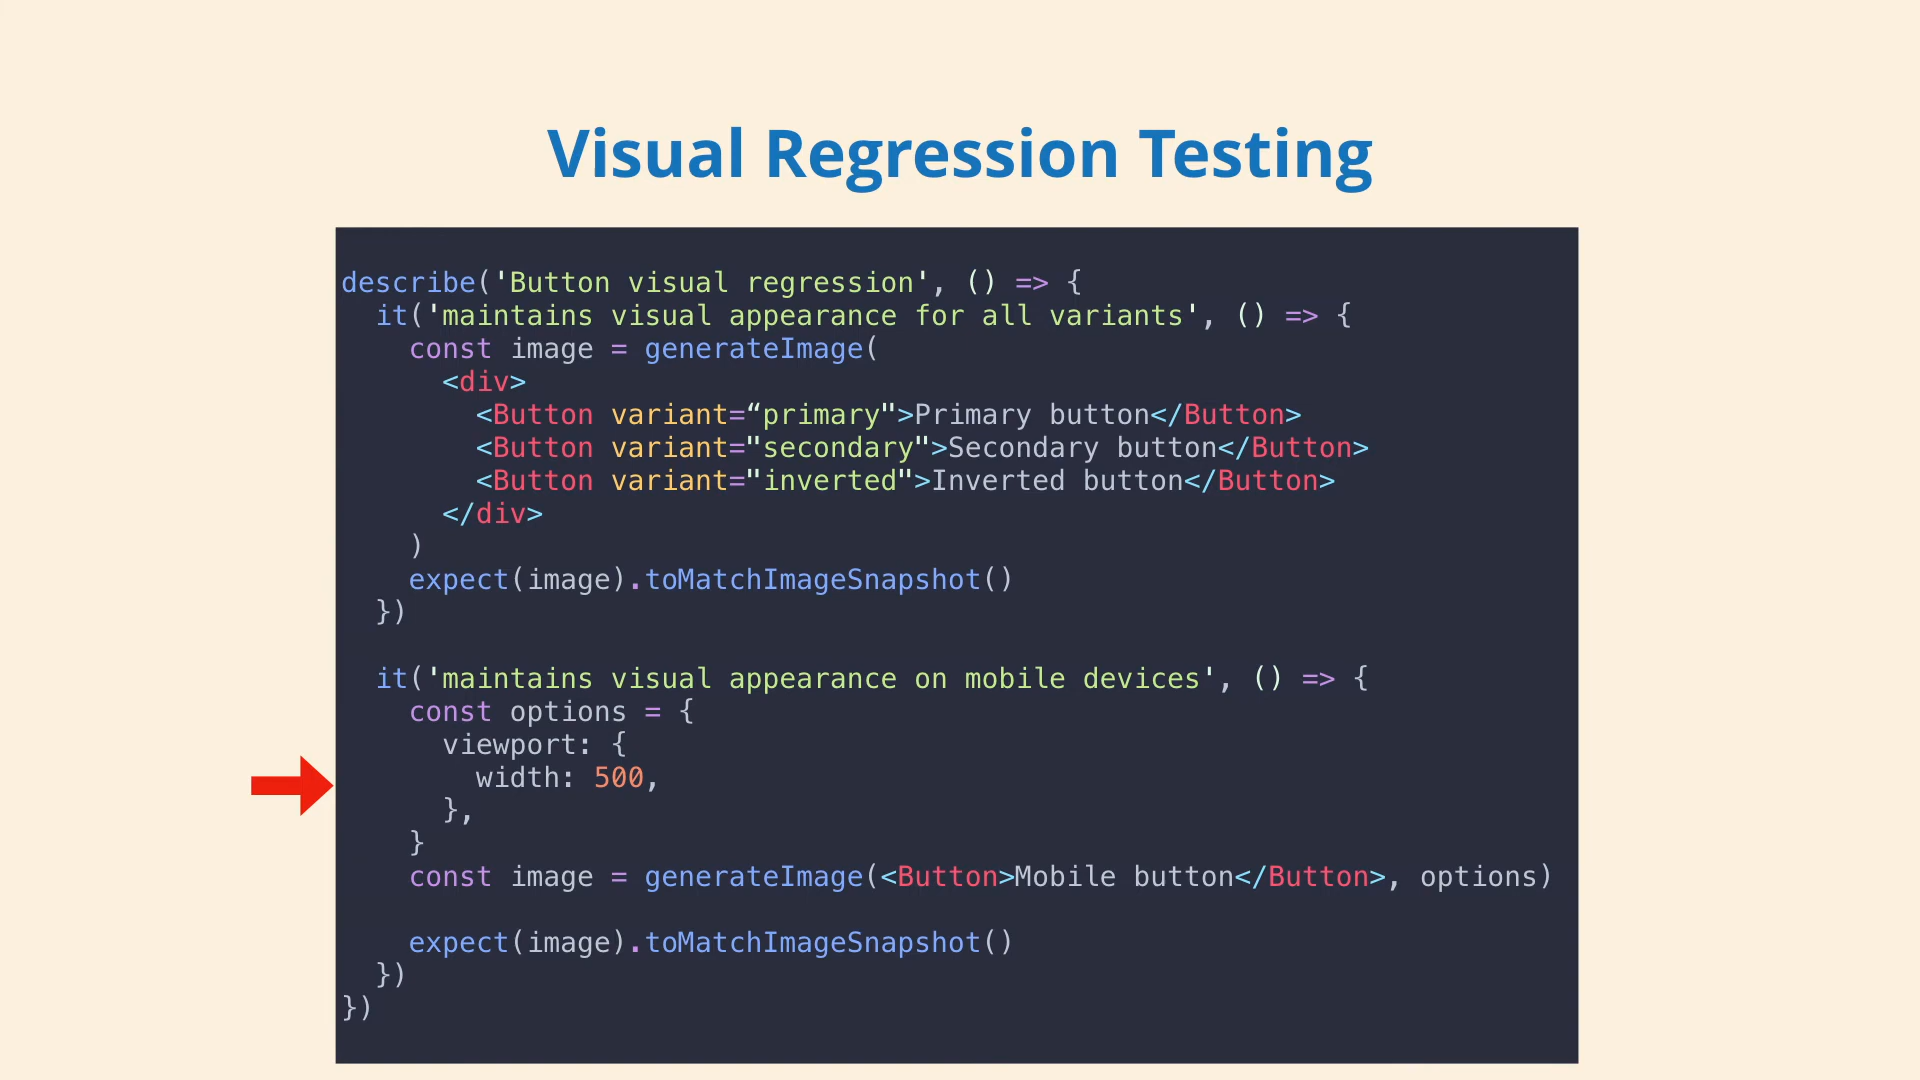 Visual Regression Testing
describe('Button visual regression', () => {
  it('maintains visual appearance for all variants', () => {
    const image = generateImage(
      <div>
        <Button variant=“primary">Primary button</Button>
        <Button variant="secondary">Secondary button</Button>
        <Button variant="inverted">Inverted button</Button>
      </div>
    )
    expect(image).toMatchImageSnapshot()
  })
  it('maintains visual appearance on mobile devices', () => {
    const options = {
      viewport: {
        width: 500,
      },
    }
    const image = generateImage(<Button>Mobile button</Button>, options)
    expect(image).toMatchImageSnapshot()
  })
})